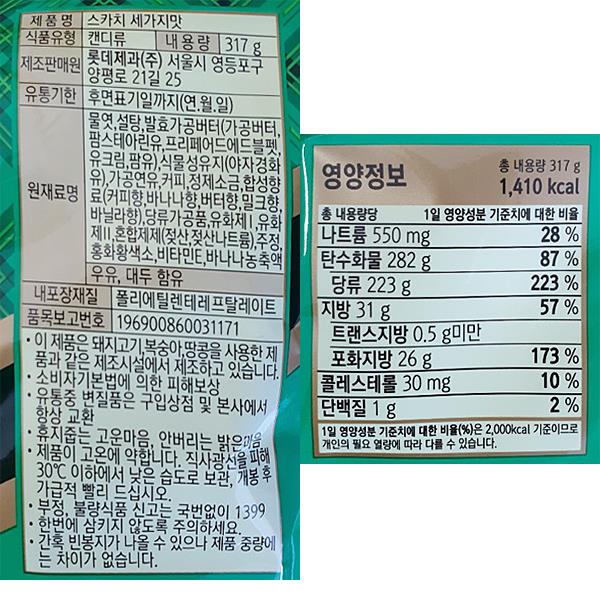 제 품 명 스카치 세가지맛
식품유형 캔디류 내 용 량 317 g
제조판매원 롯데제과(주) 서울시 영등포구
양평로 21길 25
유통기한 후면표기일까지(연.월.일)
원재료명
물엿,설탕,발효가공버터(가공버터,
팜스테아린유,프리페어드에드블펫,
유크림,팜유),식물성유지(야자경화
유),가공연유,커피,정제소금,합성향
료(커피향,바나나향,버터향,밀크향,
바닐라향),당류가공품,유화제Ⅰ,유화
제Ⅱ,혼합제제(젖산,젖산나트륨),주정,
홍화황색소,비타민E,바나나농축액
우유, 대두 함유
내포장재질 폴리에틸렌테레프탈레이트
품목보고번호 196900860031171
• 이 제품은 돼지고기,복숭아,땅콩을 사용한 제
품과 같은 제조시설에서 제조하고 있습니다.
• 소비자기본법에 의한 피해보상
• 유통중 변질품은 구입상점 및 본사에서
항상 교환
• 휴지줍는 고운마음, 안버리는 밝은마음
• 제품이 고온에 약합니다. 직사광선을 피해
30℃ 이하에서 낮은 습도로 보관, 개봉 후
가급적 빨리 드십시오.
• 부정, 불량식품 신고는 국번없이 1399
• 한번에 삼키지 않도록 주의하세요.
• 간혹 빈봉지가 나올 수 있으나 제품 중량에
는 차이가 없습니다.
영양정보 총 내용량 317 g
1,410 kcal
총 내용량당 1일 영양성분 기준치에 대한 비율
나트륨 550 mg 28 %
탄수화물 282 g 87 %
당류 223 g 223 %
지방 31 g 57 %
트랜스지방 0.5 g미만
포화지방 26 g 173 %
콜레스테롤 30 mg 10 %
단백질 1 g 2 %
1일 영양성분 기준치에 대한 비율(%)은 2,000kcal 기준이므로
개인의 필요 열량에 따라 다를 수 있습니다.